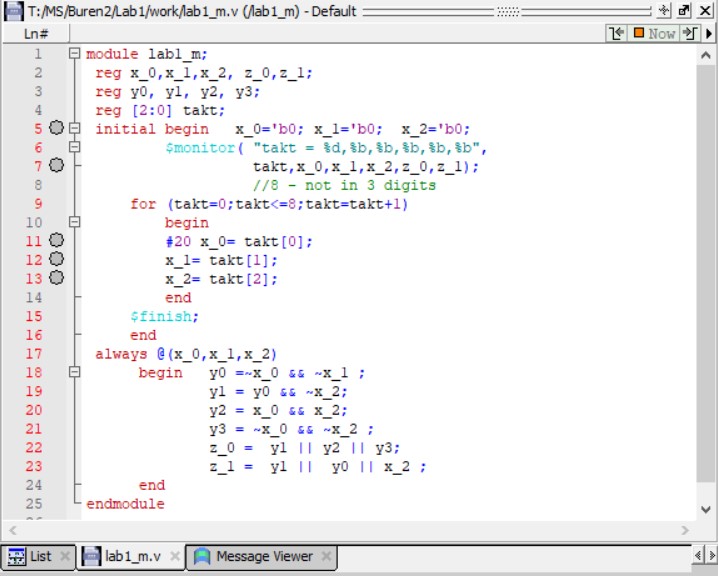 T:/MS/Buren2/Lab1/work/lab1_m.v (/lab1_m) - Default
Ln#
Now
1 module lab1_m;
2 reg x_0,x_1,x_2, z_0,z_1;
3 reg y0, y1, y2, y3;
4 reg [2:0] takt;
5 initial begin x_0='b0; x_1='b0; x_2='b0;
6 $monitor( "takt = %d,%b,%b,%b,%b,%b",
7 takt,x_0,x_1,x_2,z_0,z_1);
8 //8 - not in 3 digits
9 for (takt=0;takt<=8;takt=takt+1)
10 begin
11 #20 x_0= takt[0];
12 x_1= takt[1];
13 x_2= takt[2];
14 end
15 $finish;
16 end
17 always @(x_0,x_1,x_2)
18 begin y0 =~x_0 && ~x_1 ;
19 y1 = y0 && ~x_2;
20 y2 = x_0 && x_2;
21 y3 = ~x_0 && ~x_2 ;
22 z_0 = y1 || y2 || y3;
23 z_1 = y1 || y0 || x_2 ;
24 end
25 endmodule
List
lab1_m.v
Message Viewer